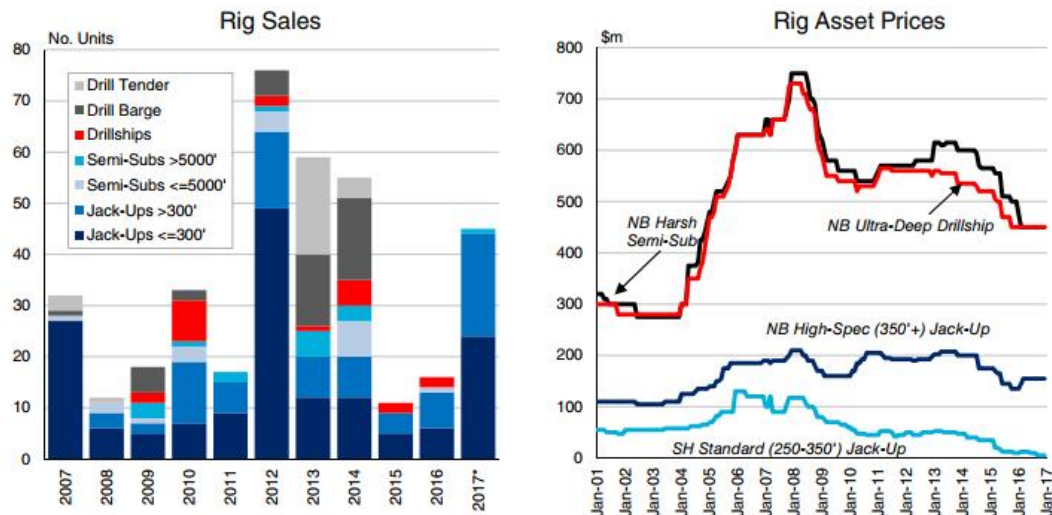 Rig Sales
No. Units
80
70
60
50
40
30
20
10
0
Drill Tender
Drill Barge
Drillships
Semi-Subs >5000'
Semi-Subs <=5000'
Jack-Ups >300'
Jack-Ups <=300'
2007
2008
2009
2010
2011
2012
2013
2014
2015
2016
2017*
Rig Asset Prices
$m
800
700
600
500
400
300
200
100
0
NB Harsh
Semi-Sub
NB Ultra-Deep Drillship
NB High-Spec (350'+) Jack-Up
SH Standard (250-350') Jack-Up
Jan-01
Jan-02
Jan-03
Jan-04
Jan-05
Jan-06
Jan-07
Jan-08
Jan-09
Jan-10
Jan-11
Jan-12
Jan-13
Jan-14
Jan-15
Jan-16
Jan-17